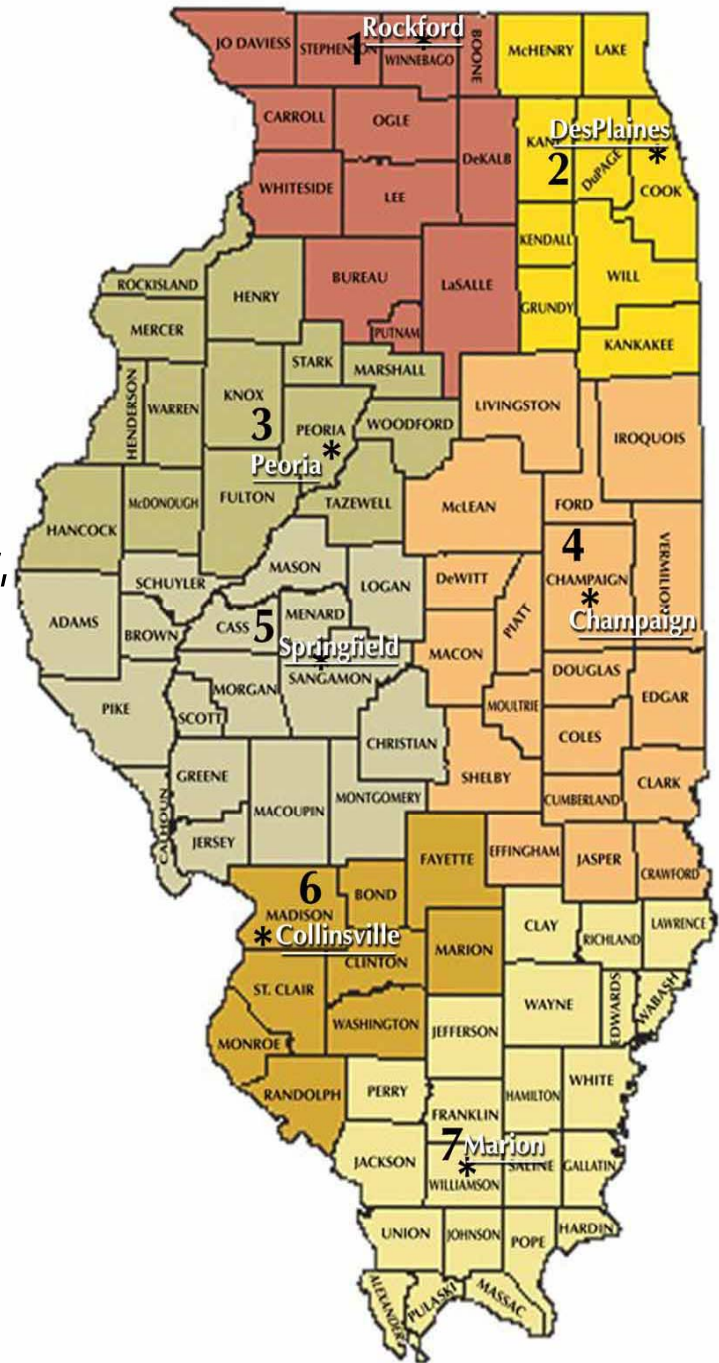 Rockford
JO DAVIESS
STEPHENSON
1
WINNEBAGO
BOONE
McHENRY
LAKE
CARROLL
OGLE
DeKALB
KANE
DesPlaines
*
2
DuPAGE
COOK
WHITESIDE
LEE
KENDALL
BUREAU
LaSALLE
WILL
GRUNDY
PUTNAM
KANKAKEE
ROCKISLAND
HENRY
MERCER
STARK
MARSHALL
HENDERSON
WARREN
KNOX
3
PEORIA
*
Peoria
WOODFORD
LIVINGSTON
IROQUOIS
HANCOCK
McDONOUGH
FULTON
TAZEWELL
McLEAN
FORD
4
VERMILION
CHAMPAIGN
*
Champaign
,
SCHUYLER
MASON
LOGAN
DeWITT
PIATT
ADAMS
BROWN
CASS
5
MENARD
Springfield
*
SANGAMON
MACON
DOUGLAS
EDGAR
PIKE
SCOTT
MORGAN
CHRISTIAN
MOULTRIE
COLES
SHELBY
CUMBERLAND
CLARK
CALHOUN
GREENE
MACOUPIN
MONTGOMERY
JERSEY
FAYETTE
EFFINGHAM
JASPER
CRAWFORD
6
MADISON
BOND
* Collinsville
CLINTON
MARION
CLAY
RICHLAND
LAWRENCE
ST. CLAIR
WASHINGTON
WAYNE
EDWARDS
WABASH
MONROE
JEFFERSON
RANDOLPH
PERRY
HAMILTON
WHITE
FRANKLIN
7
Marion
*
JACKSON
WILLIAMSON
SALINE
GALLATIN
UNION
JOHNSON
POPE
HARDIN
ALEXANDER
PULASKI
MASSAC